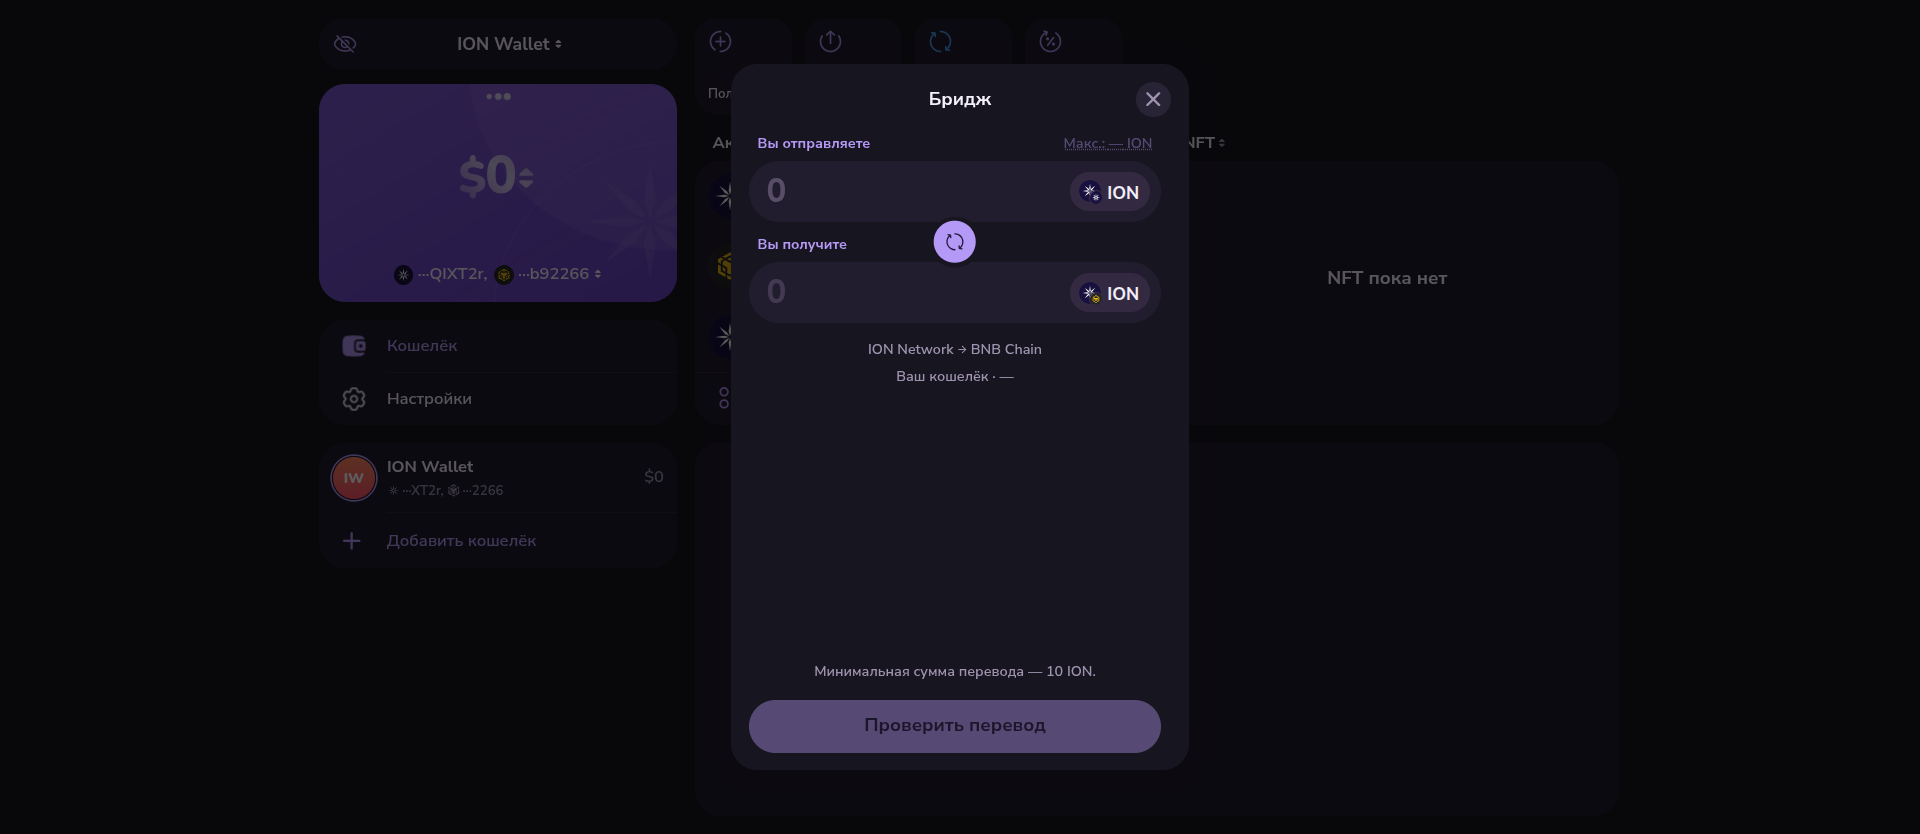 ION Wallet
$0
···QIXT2r, ···b92266
Кошелёк
Настройки
IW
ION Wallet
···XT2r, ···2266
$0
Добавить кошелёк
Бридж
Вы отправляете
Макс.: — ION
0
ION
Вы получите
0
ION
ION Network → BNB Chain
Ваш кошелёк · —
Минимальная сумма перевода — 10 ION.
Проверить перевод
NFT пока нет